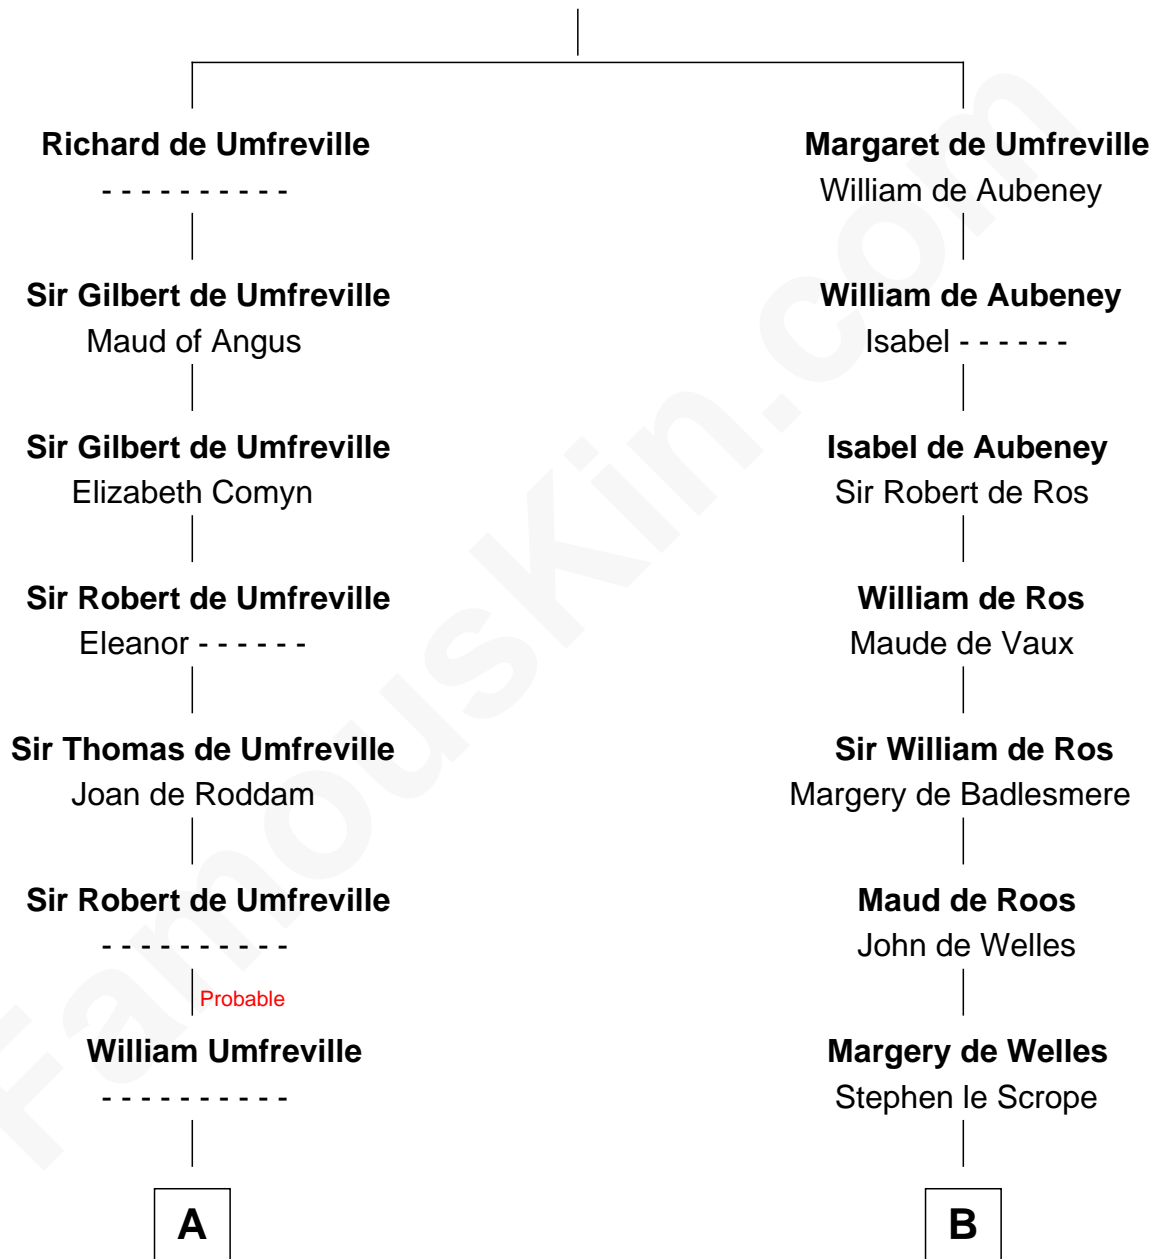 Richard de Umfreville
- - - - - - - - - -
Sir Gilbert de Umfreville
Maud of Angus
Sir Gilbert de Umfreville
Elizabeth Comyn
Sir Robert de Umfreville
Eleanor - - - - - -
Sir Thomas de Umfreville
Joan de Roddam
Sir Robert de Umfreville
- - - - - - - - - -
Probable
William Umfreville
- - - - - - - - - -
A
Margaret de Umfreville
William de Aubeney
William de Aubeney
Isabel - - - - - -
Isabel de Aubeney
Sir Robert de Ros
William de Ros
Maude de Vaux
Sir William de Ros
Margery de Badlesmere
Maud de Roos
John de Welles
Margery de Welles
Stephen le Scrope
B
FamousKin.com